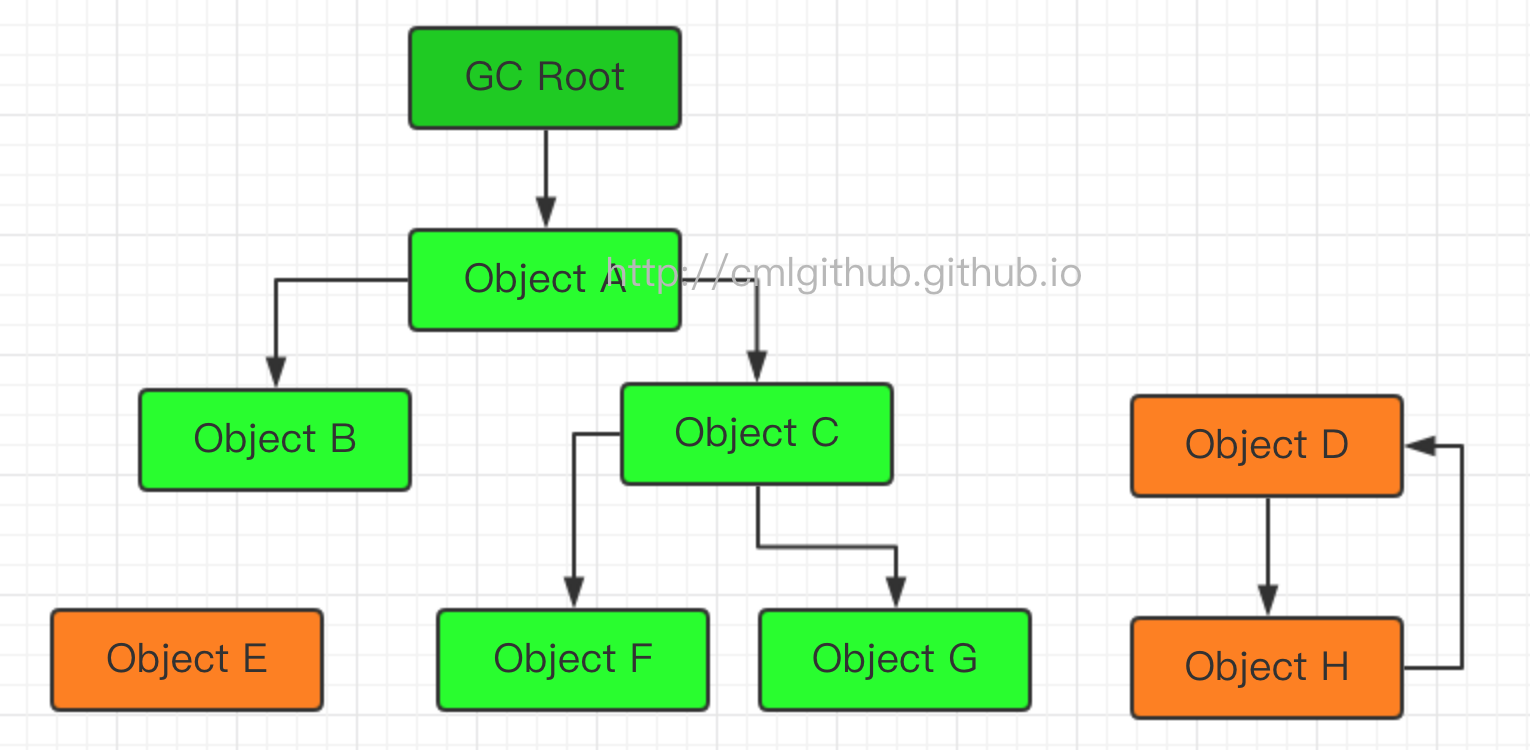 GC Root
Object A
http://cmlgithub.github.io
Object B
Object C
Object D
Object E
Object F
Object G
Object H